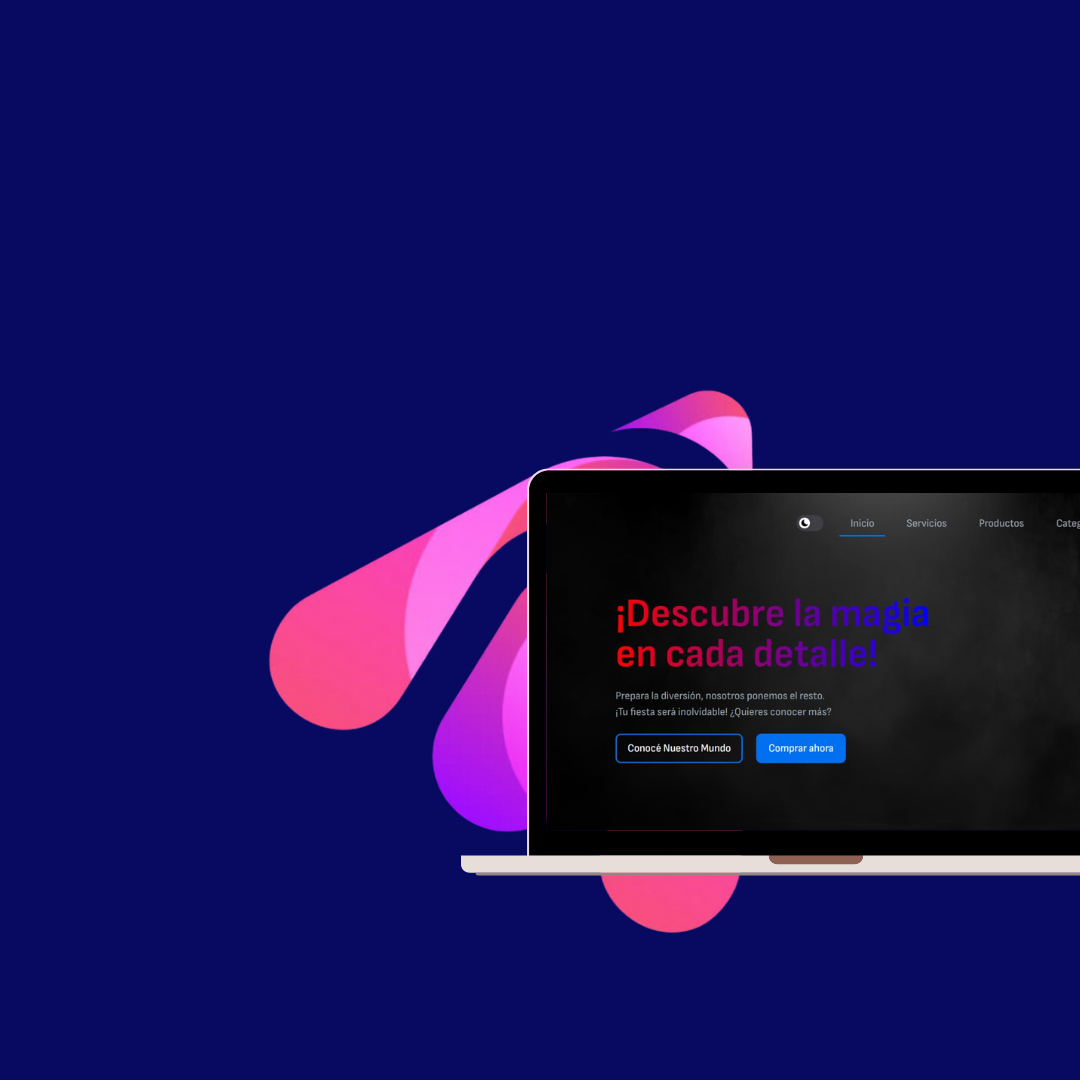 Inicio Servicios Productos
¡Descubre la magia
en cada detalle!
Prepara la diversión, nosotros ponemos el resto.
¡Tu fiesta será inolvidable! ¿Quieres conocer más?
Conocé Nuestro Mundo Comprar ahora